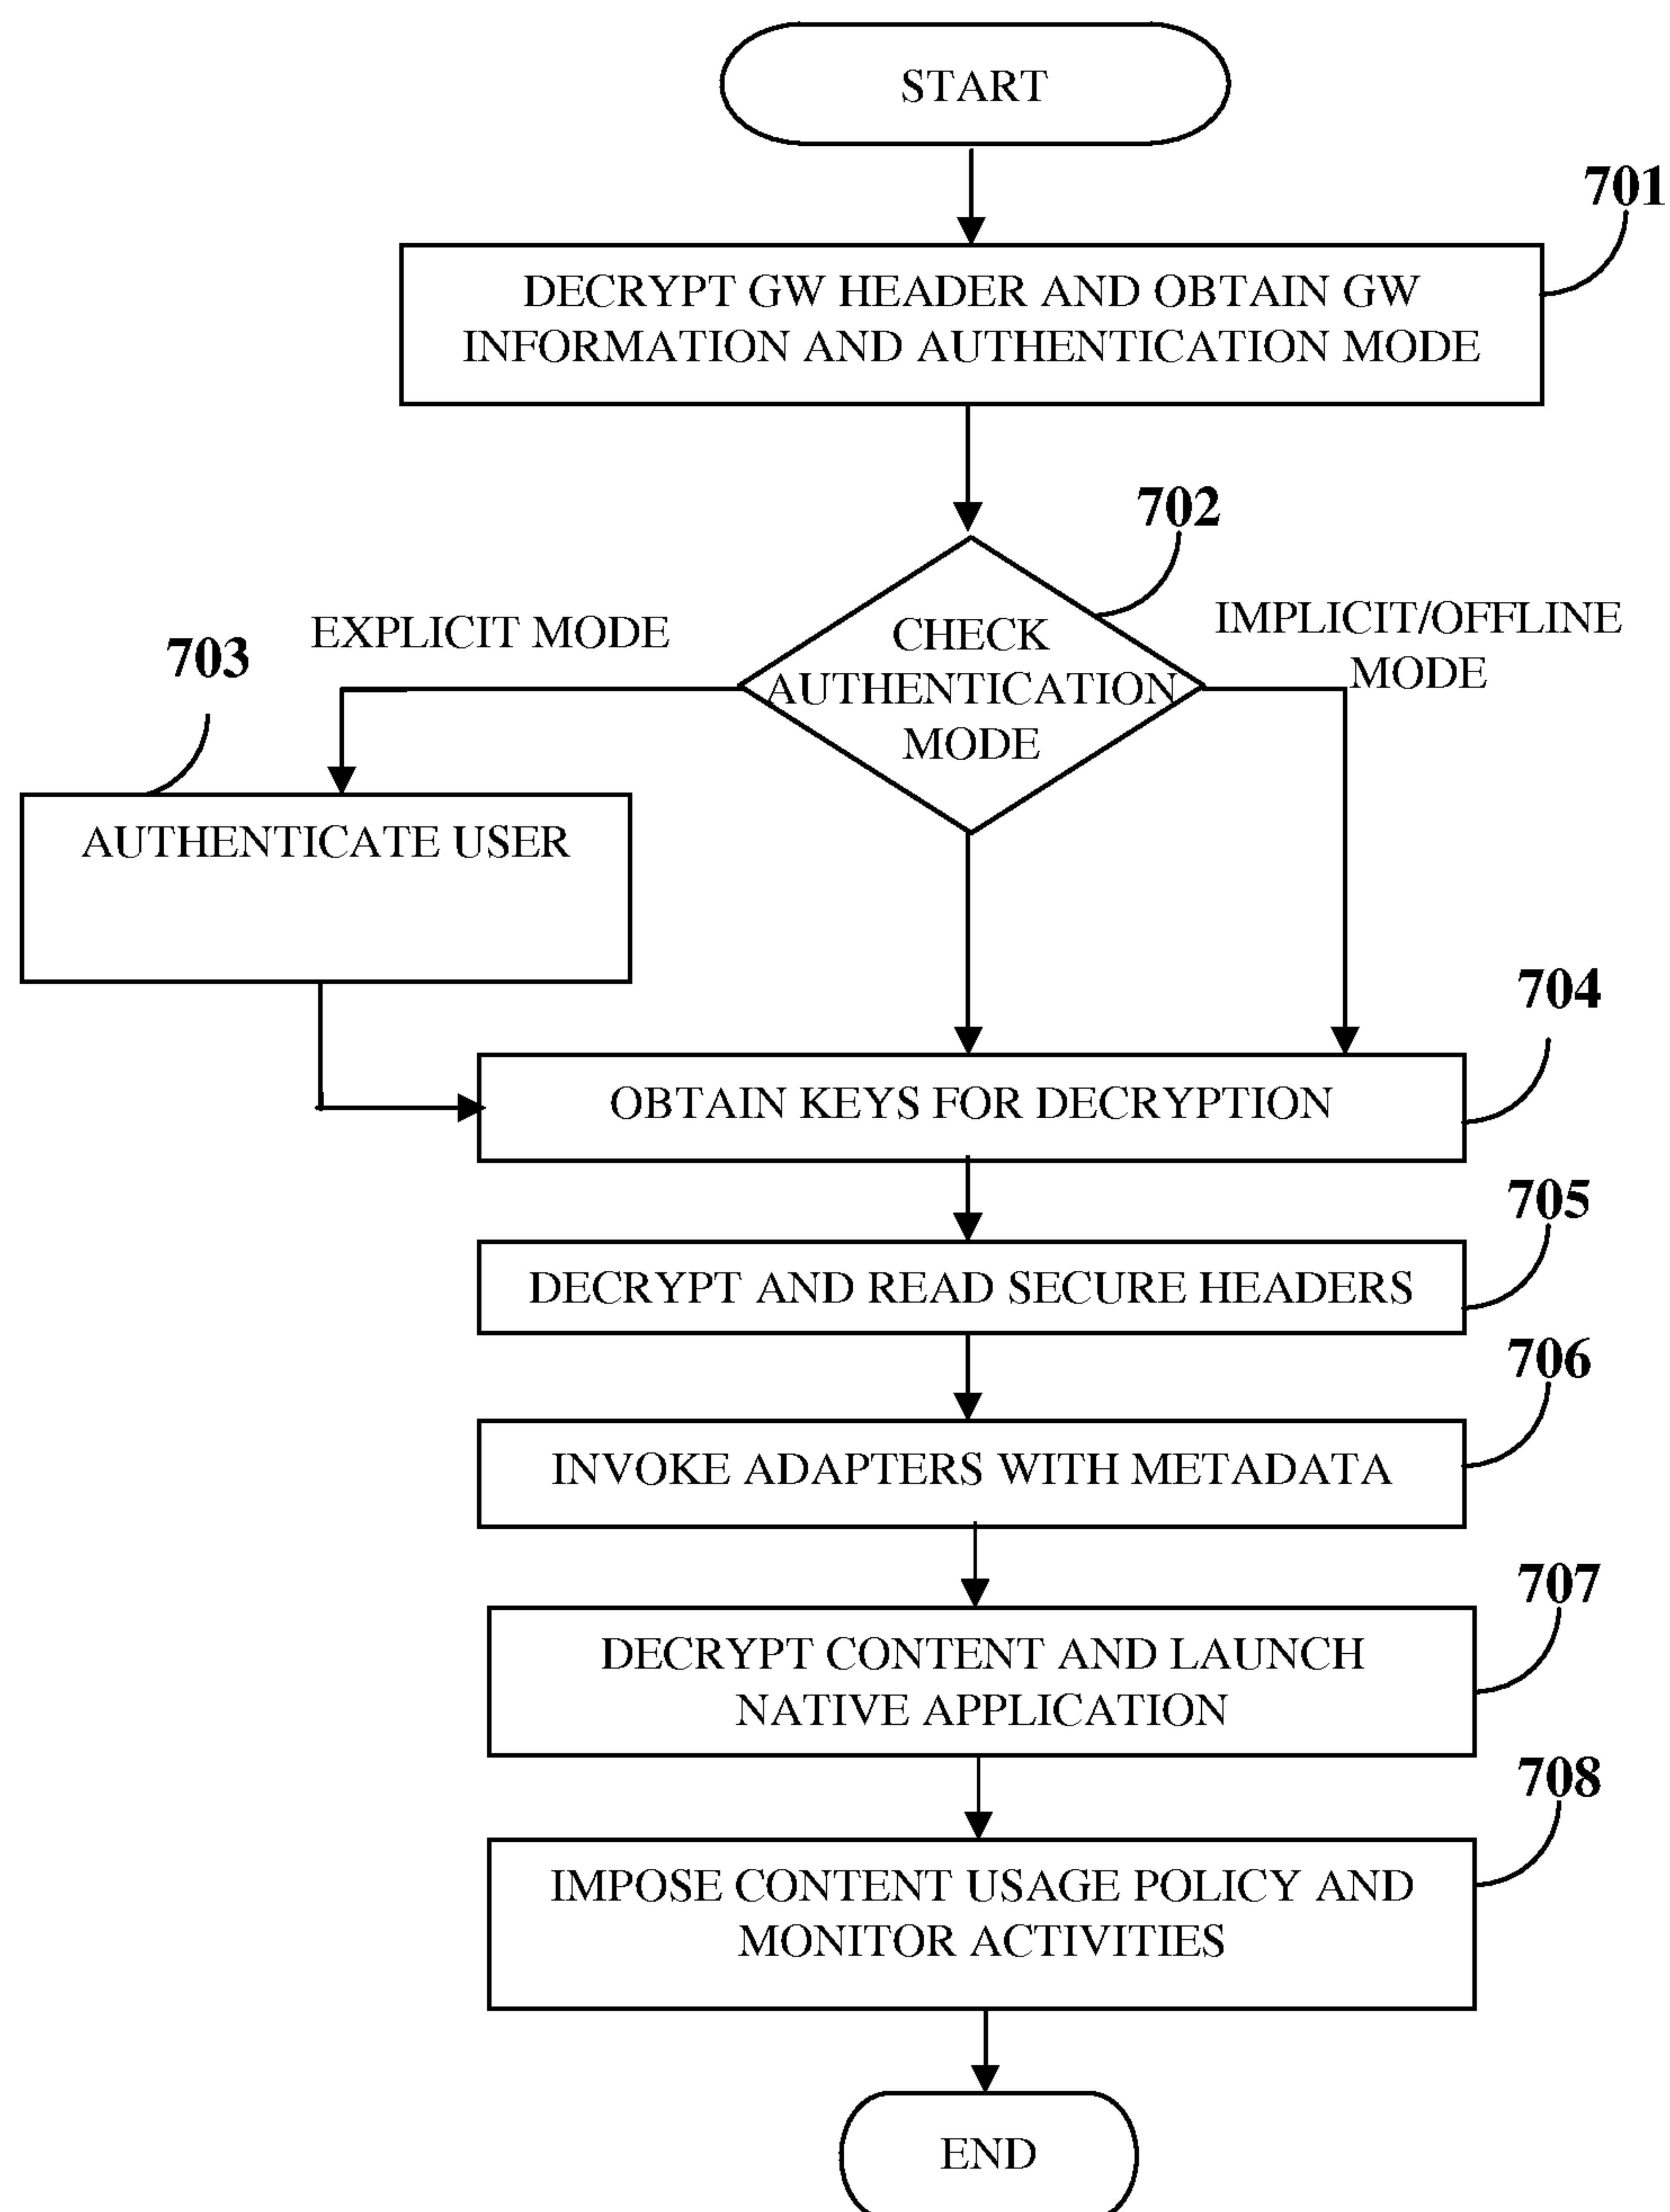 START
701
DECRYPT GW HEADER AND OBTAIN GW
INFORMATION AND AUTHENTICATION MODE
702
EXPLICIT MODE
IMPLICIT/OFFLINE
MODE
703
CHECK
AUTHENTICATION
MODE
AUTHENTICATE USER
704
OBTAIN KEYS FOR DECRYPTION
705
DECRYPT AND READ SECURE HEADERS
706
INVOKE ADAPTERS WITH METADATA
707
DECRYPT CONTENT AND LAUNCH
NATIVE APPLICATION
708
IMPOSE CONTENT USAGE POLICY AND
MONITOR ACTIVITIES
END